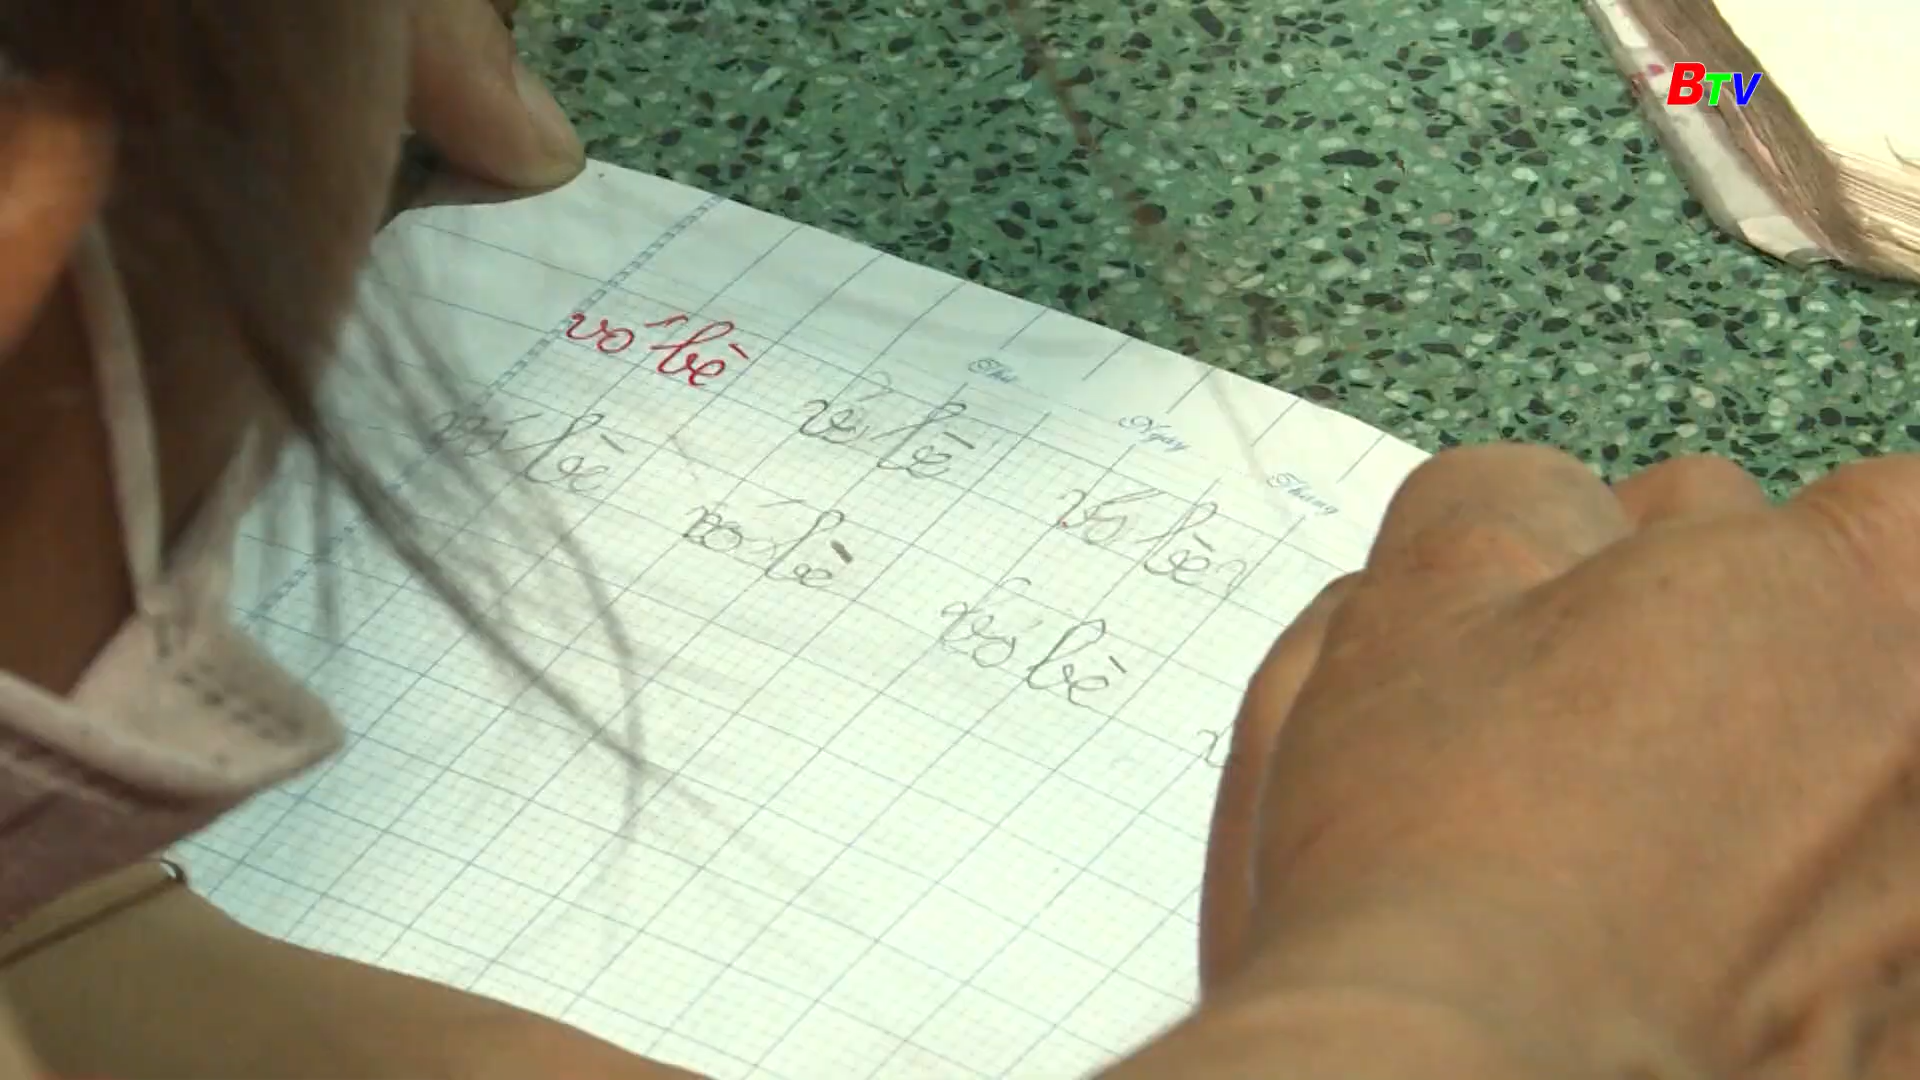 BTV
Thứ Ngày Tháng
vó bè vó bè vó bè
vó bè vó bè vó bè v